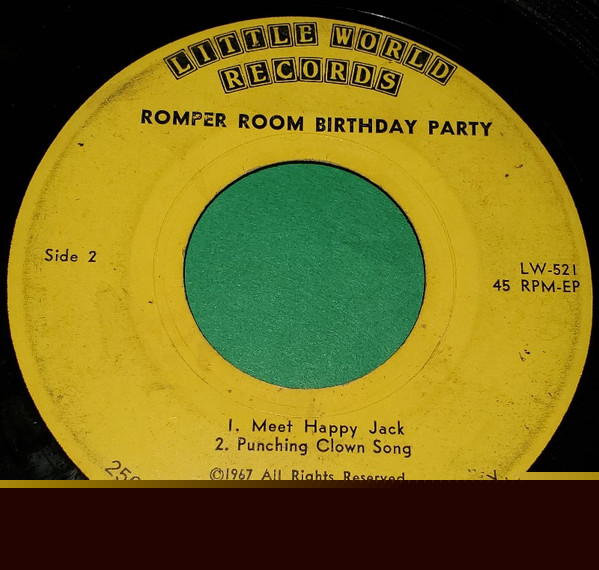 LITTLE WORLD
RECORDS
ROMPER ROOM BIRTHDAY PARTY
Side 2
LW-521
45 RPM-EP
1. Meet Happy Jack
2. Punching Clown Song
©1967 All Rights Reserved